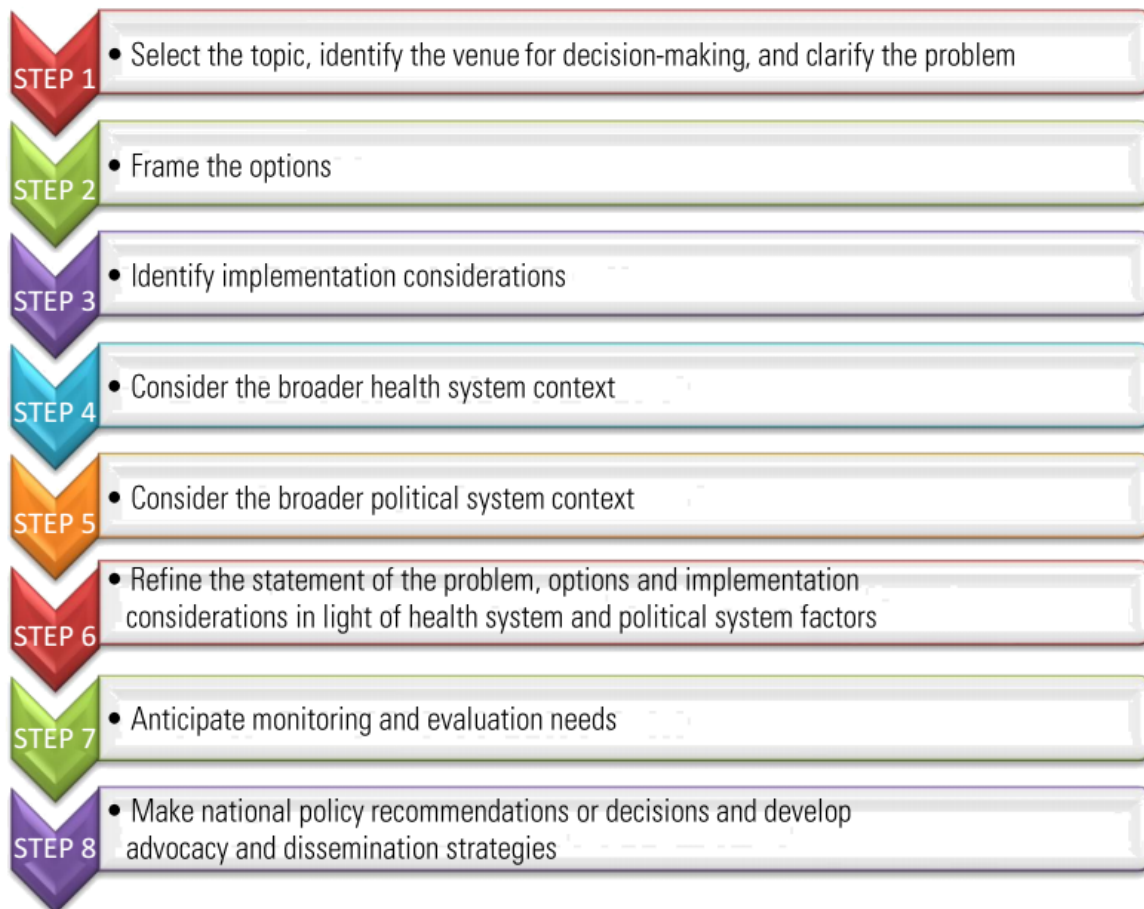 STEP 1
• Select the topic, identify the venue for decision-making, and clarify the problem
STEP 2
• Frame the options
STEP 3
• Identify implementation considerations
STEP 4
• Consider the broader health system context
STEP 5
• Consider the broader political system context
STEP 6
• Refine the statement of the problem, options and implementation
considerations in light of health system and political system factors
STEP 7
• Anticipate monitoring and evaluation needs
STEP 8
• Make national policy recommendations or decisions and develop
advocacy and dissemination strategies